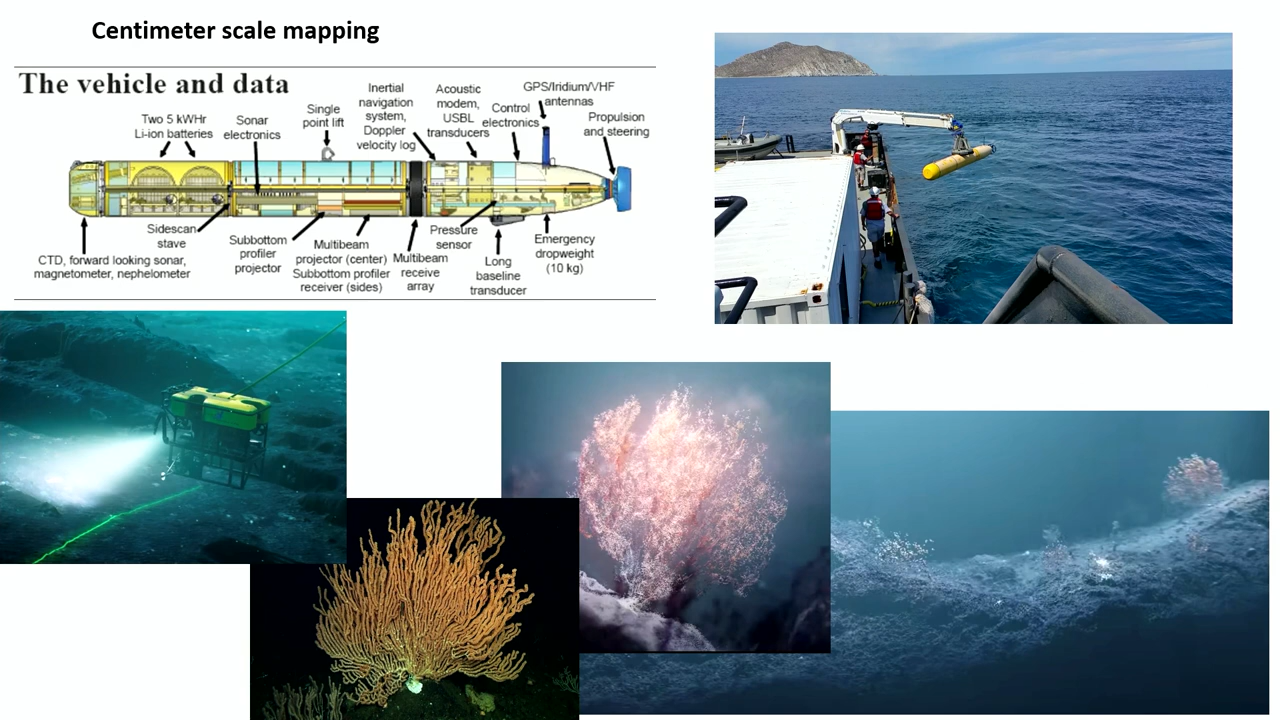 Centimeter scale mapping
The vehicle and data
Two 5 kWHr
Li-ion batteries
Sonar
electronics
Single
point lift
Inertial
navigation
system,
Doppler
velocity log
Acoustic
modem,
USBL
transducers
Control
electronics
GPS/Iridium/VHF
antennas
Propulsion
and steering
CTD, forward looking sonar,
magnetometer, nephelometer
Sidescan
stave
Subbottom
profiler
projector
Multibeam
projector (center)
Subbottom profiler
receiver (sides)
Multibeam
receive
array
Pressure
sensor
Long
baseline
transducer
Emergency
dropweight
(10 kg)